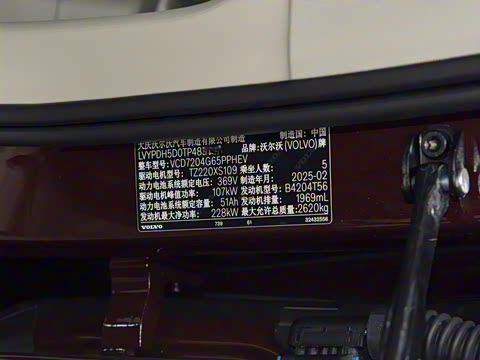 大庆沃尔沃汽车制造有限公司制造 制造国：中国
LVYPDH5D0TP48 品牌：沃尔沃(VOLVO)牌
整车型号：VCD7204G65PPHEV
驱动电机型号：TZ220XS109 乘坐人数： 5
动力电池系统额定电压： 369V 制造年月： 2025-02
驱动电机峰值功率： 107kW 发动机型号：B4204T56
动力电池系统额定容量： 51Ah 发动机排量： 1969mL
发动机最大净功率： 228kW 最大允许总质量：2620kg
VOLVO 739 61 32432556